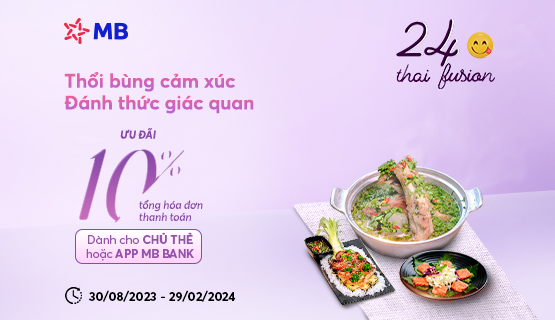 MB
24
thai fusion
Thổi bùng cảm xúc
Đánh thức giác quan
ƯU ĐÃI
10%
tổng hóa đơn
thanh toán
Dành cho CHỦ THẺ
hoặc APP MB BANK
30/08/2023 - 29/02/2024